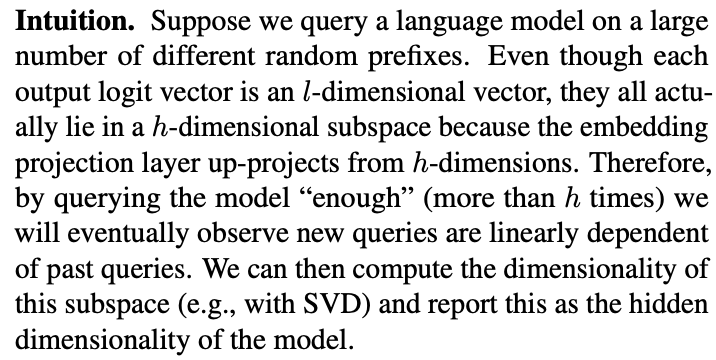 Intuition. Suppose we query a language model on a large
number of different random prefixes. Even though each
output logit vector is an l-dimensional vector, they all actu-
ally lie in a h-dimensional subspace because the embedding
projection layer up-projects from h-dimensions. Therefore,
by querying the model “enough” (more than h times) we
will eventually observe new queries are linearly dependent
of past queries. We can then compute the dimensionality of
this subspace (e.g., with SVD) and report this as the hidden
dimensionality of the model.